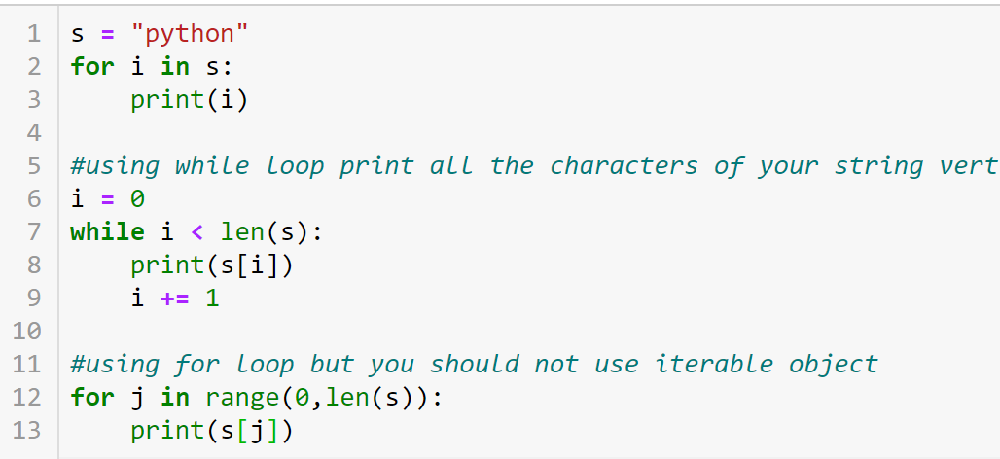 1 s = "python"
2 for i in s:
3     print(i)
4
5 #using while loop print all the characters of your string vert
6 i = 0
7 while i < len(s):
8     print(s[i])
9     i += 1
10
11 #using for loop but you should not use iterable object
12 for j in range(0,len(s)):
13     print(s[j])